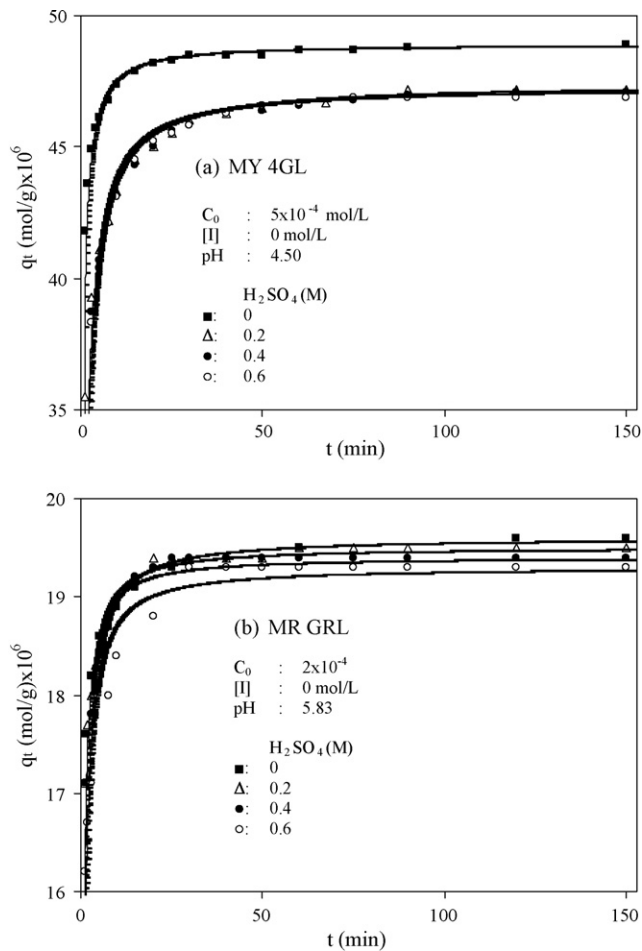 50
45
40
35
qt (mol/g)x10⁶
(a) MY 4GL
C₀ : 5x10⁻⁴ mol/L
[I] : 0 mol/L
pH : 4.50
H₂SO₄(M)
■: 0
△: 0.2
●: 0.4
○: 0.6
0 50 100 150
t (min)
20
19
18
17
16
qt (mol/g)x10⁶
(b) MR GRL
C₀ : 2x10⁻⁴
[I] : 0 mol/L
pH : 5.83
H₂SO₄(M)
■: 0
△: 0.2
●: 0.4
○: 0.6
0 50 100 150
t (min)